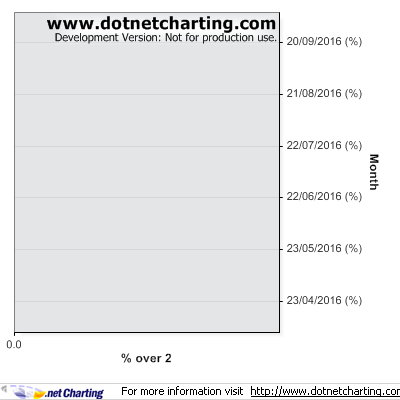 www.dotnetcharting.com
Development Version: Not for production use.
20/09/2016 (%)
21/08/2016 (%)
22/07/2016 (%)
22/06/2016 (%)
23/05/2016 (%)
23/04/2016 (%)
Month
0.0
% over 2
.net Charting
For more information visit http://www.dotnetcharting.com